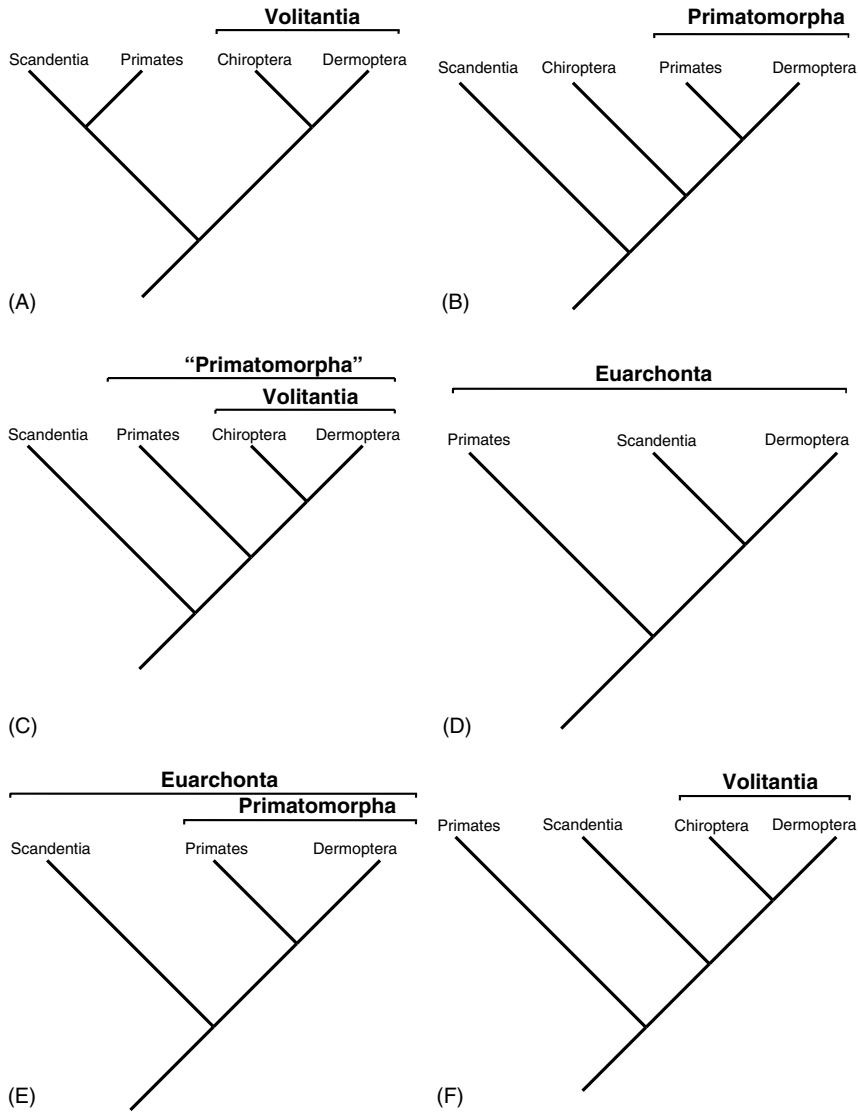 Volitantia
Scandentia Primates Chiroptera Dermoptera
(A)
Primatomorpha
Scandentia Chiroptera Primates Dermoptera
(B)
“Primatomorpha”
Volitantia
Scandentia Primates Chiroptera Dermoptera
(C)
Euarchonta
Primates Scandentia Dermoptera
(D)
Euarchonta
Primatomorpha
Scandentia Primates Dermoptera
(E)
Volitantia
Primates Scandentia Chiroptera Dermoptera
(F)